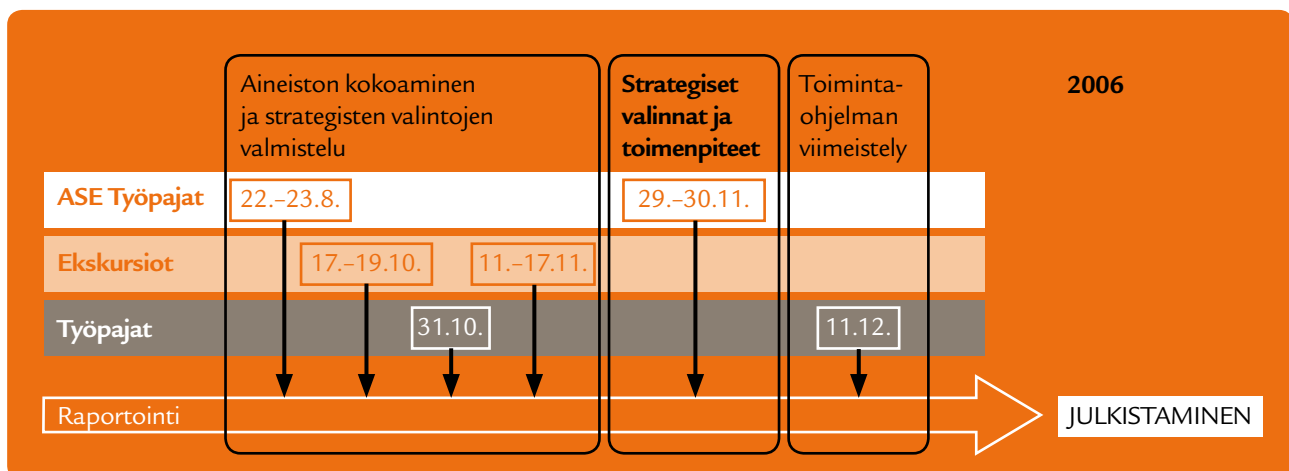 Aineiston kokoaminen
ja strategisten valintojen
valmistelu
Strategiset
valinnat ja
toimenpiteet
Toiminta-
ohjelman
viimeistely
2006
ASE Työpajat
22.–23.8.
29.–30.11.
Ekskursiot
17.–19.10.
11.–17.11.
Työpajat
31.10.
11.12.
Raportointi
JULKISTAMINEN